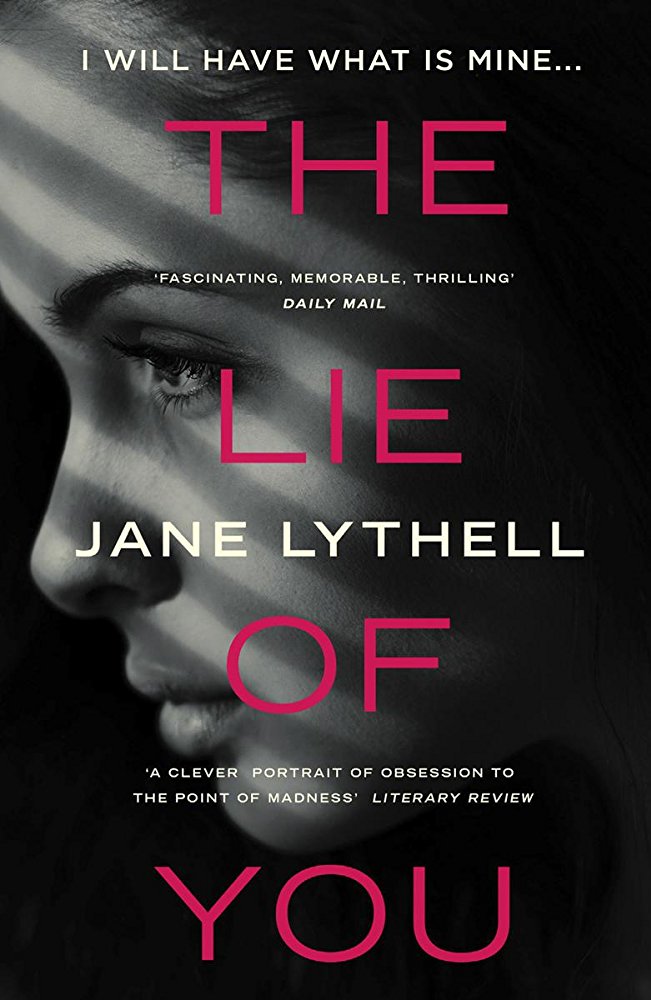 I WILL HAVE WHAT IS MINE...
THE
'FASCINATING, MEMORABLE, THRILLING'
DAILY MAIL
LIE
JANE LYTHELL
OF
'A CLEVER PORTRAIT OF OBSESSION TO
THE POINT OF MADNESS' LITERARY REVIEW
YOU